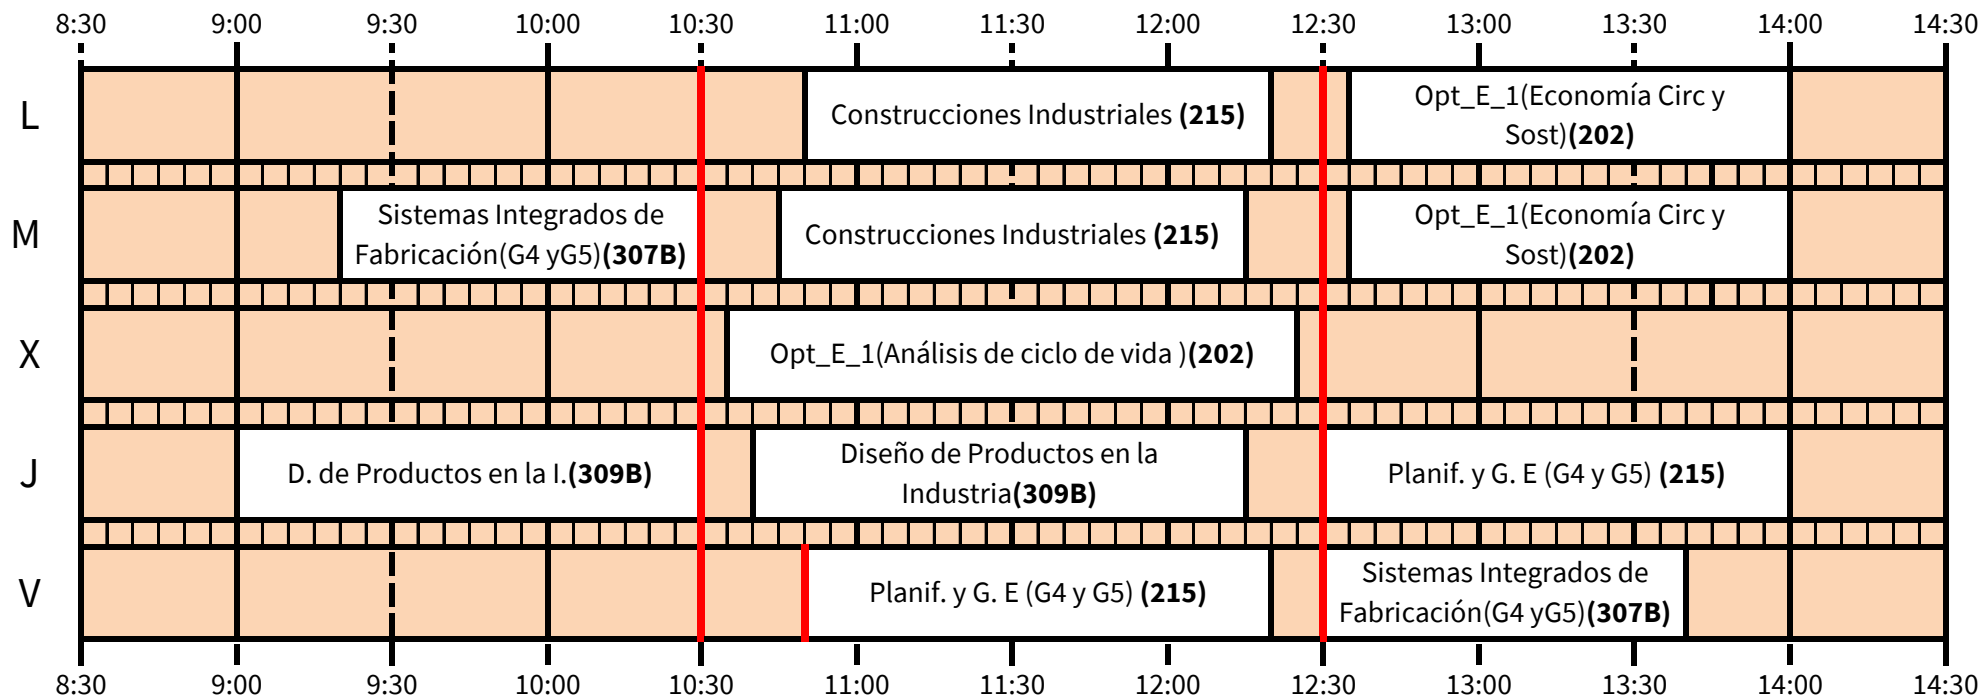 8:30 9:00 9:30 10:00 10:30 11:00 11:30 12:00 12:30 13:00 13:30 14:00 14:30
L
Construcciones Industriales (215)
Opt_E_1(Economía Circ y
Sost)(202)
M
Sistemas Integrados de
Fabricación(G4 yG5)(307B)
Construcciones Industriales (215)
Opt_E_1(Economía Circ y
Sost)(202)
X
Opt_E_1(Análisis de ciclo de vida )(202)
J
D. de Productos en la I.(309B)
Diseño de Productos en la
Industria(309B)
Planif. y G. E (G4 y G5) (215)
V
Planif. y G. E (G4 y G5) (215)
Sistemas Integrados de
Fabricación(G4 yG5)(307B)
8:30 9:00 9:30 10:00 10:30 11:00 11:30 12:00 12:30 13:00 13:30 14:00 14:30